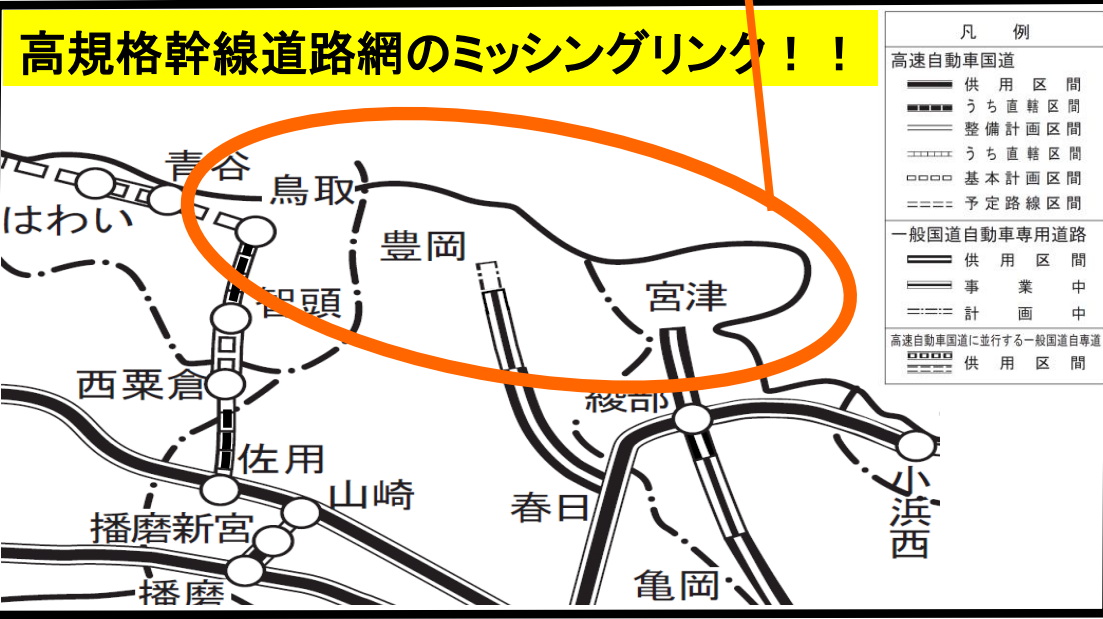 高規格幹線道路網のミッシングリンク！！
凡　例
高速自動車国道
供用区間
うち直轄区間
整備計画区間
うち直轄区間
基本計画区間
予定路線区間
一般国道自動車専用道路
供用区間
事業中
計画中
高速自動車国道に並行する一般国道自専道
供用区間
青谷
鳥取
はわい
豊岡
智頭
宮津
西粟倉
綾部
佐用
山崎
春日
小浜西
播磨新宮
亀岡
播磨